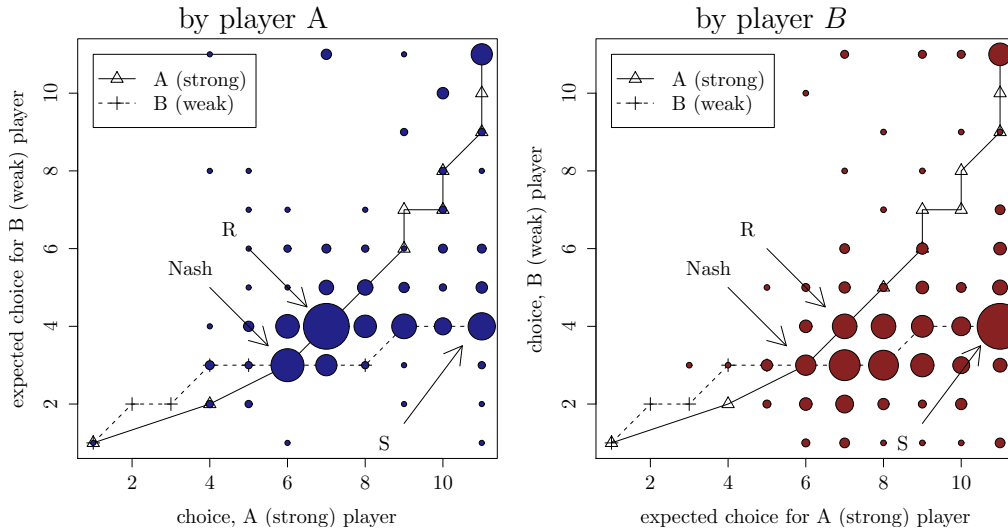 by player A
by player B
A (strong)
B (weak)
R
Nash
S
expected choice for B (weak) player
2
4
6
8
10
2
4
6
8
10
choice, A (strong) player
A (strong)
B (weak)
R
Nash
S
choice, B (weak) player
2
4
6
8
10
2
4
6
8
10
expected choice for A (strong) player